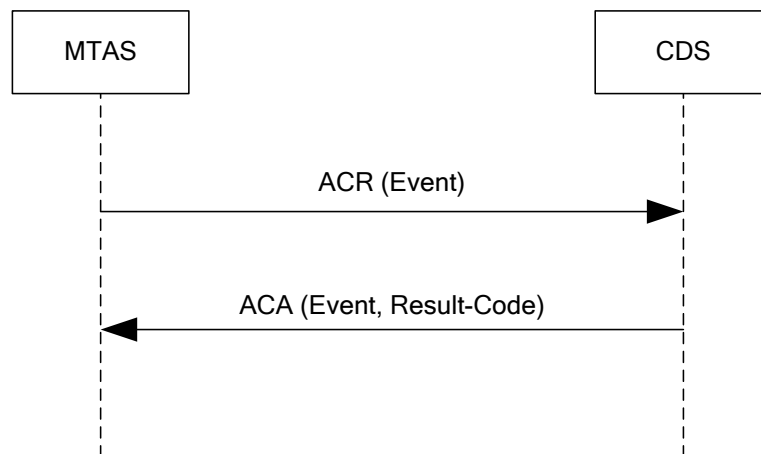 MTAS
CDS
ACR (Event)
ACA (Event, Result-Code)